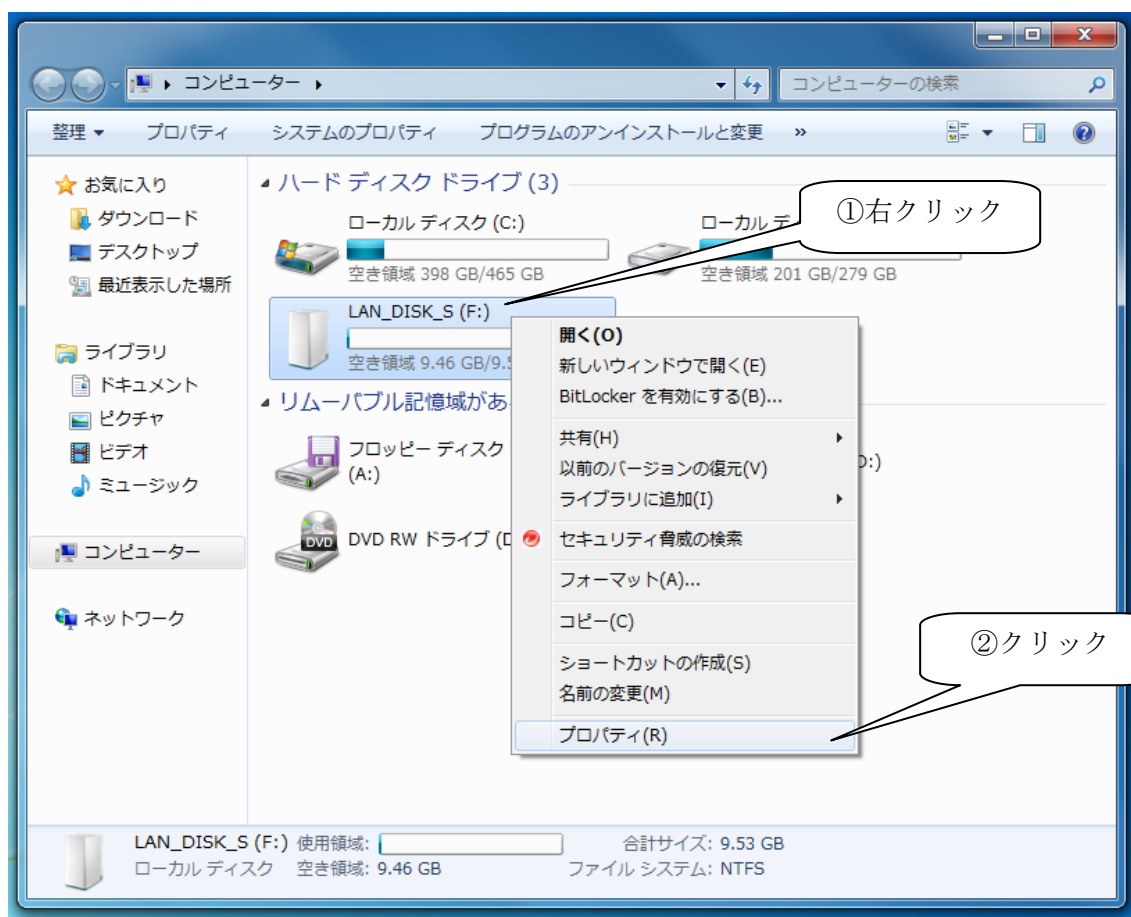 コンピューター
コンピューターの検索
整理 プロパティ システムのプロパティ プログラムのアンインストールと変更 »
お気に入り
ダウンロード
デスクトップ
最近表示した場所
ライブラリ
ドキュメント
ピクチャ
ビデオ
ミュージック
コンピューター
ネットワーク
ハード ディスク ドライブ (3)
ローカル ディスク (C:)
空き領域 398 GB/465 GB
ローカル デ
空き領域 201 GB/279 GB
①右クリック
LAN_DISK_S (F:)
空き領域 9.46 GB/9.5
リムーバブル記憶域があ
フロッピー ディスク
(A:)
:)
DVD RW ドライブ (D
DVD
開く(O)
新しいウィンドウで開く(E)
BitLocker を有効にする(B)...
共有(H)
以前のバージョンの復元(V)
ライブラリに追加(I)
セキュリティ脅威の検索
フォーマット(A)...
コピー(C)
ショートカットの作成(S)
名前の変更(M)
プロパティ(R)
②クリック
LAN_DISK_S (F:) 使用領域: 合計サイズ: 9.53 GB
ローカル ディスク 空き領域: 9.46 GB ファイル システム: NTFS